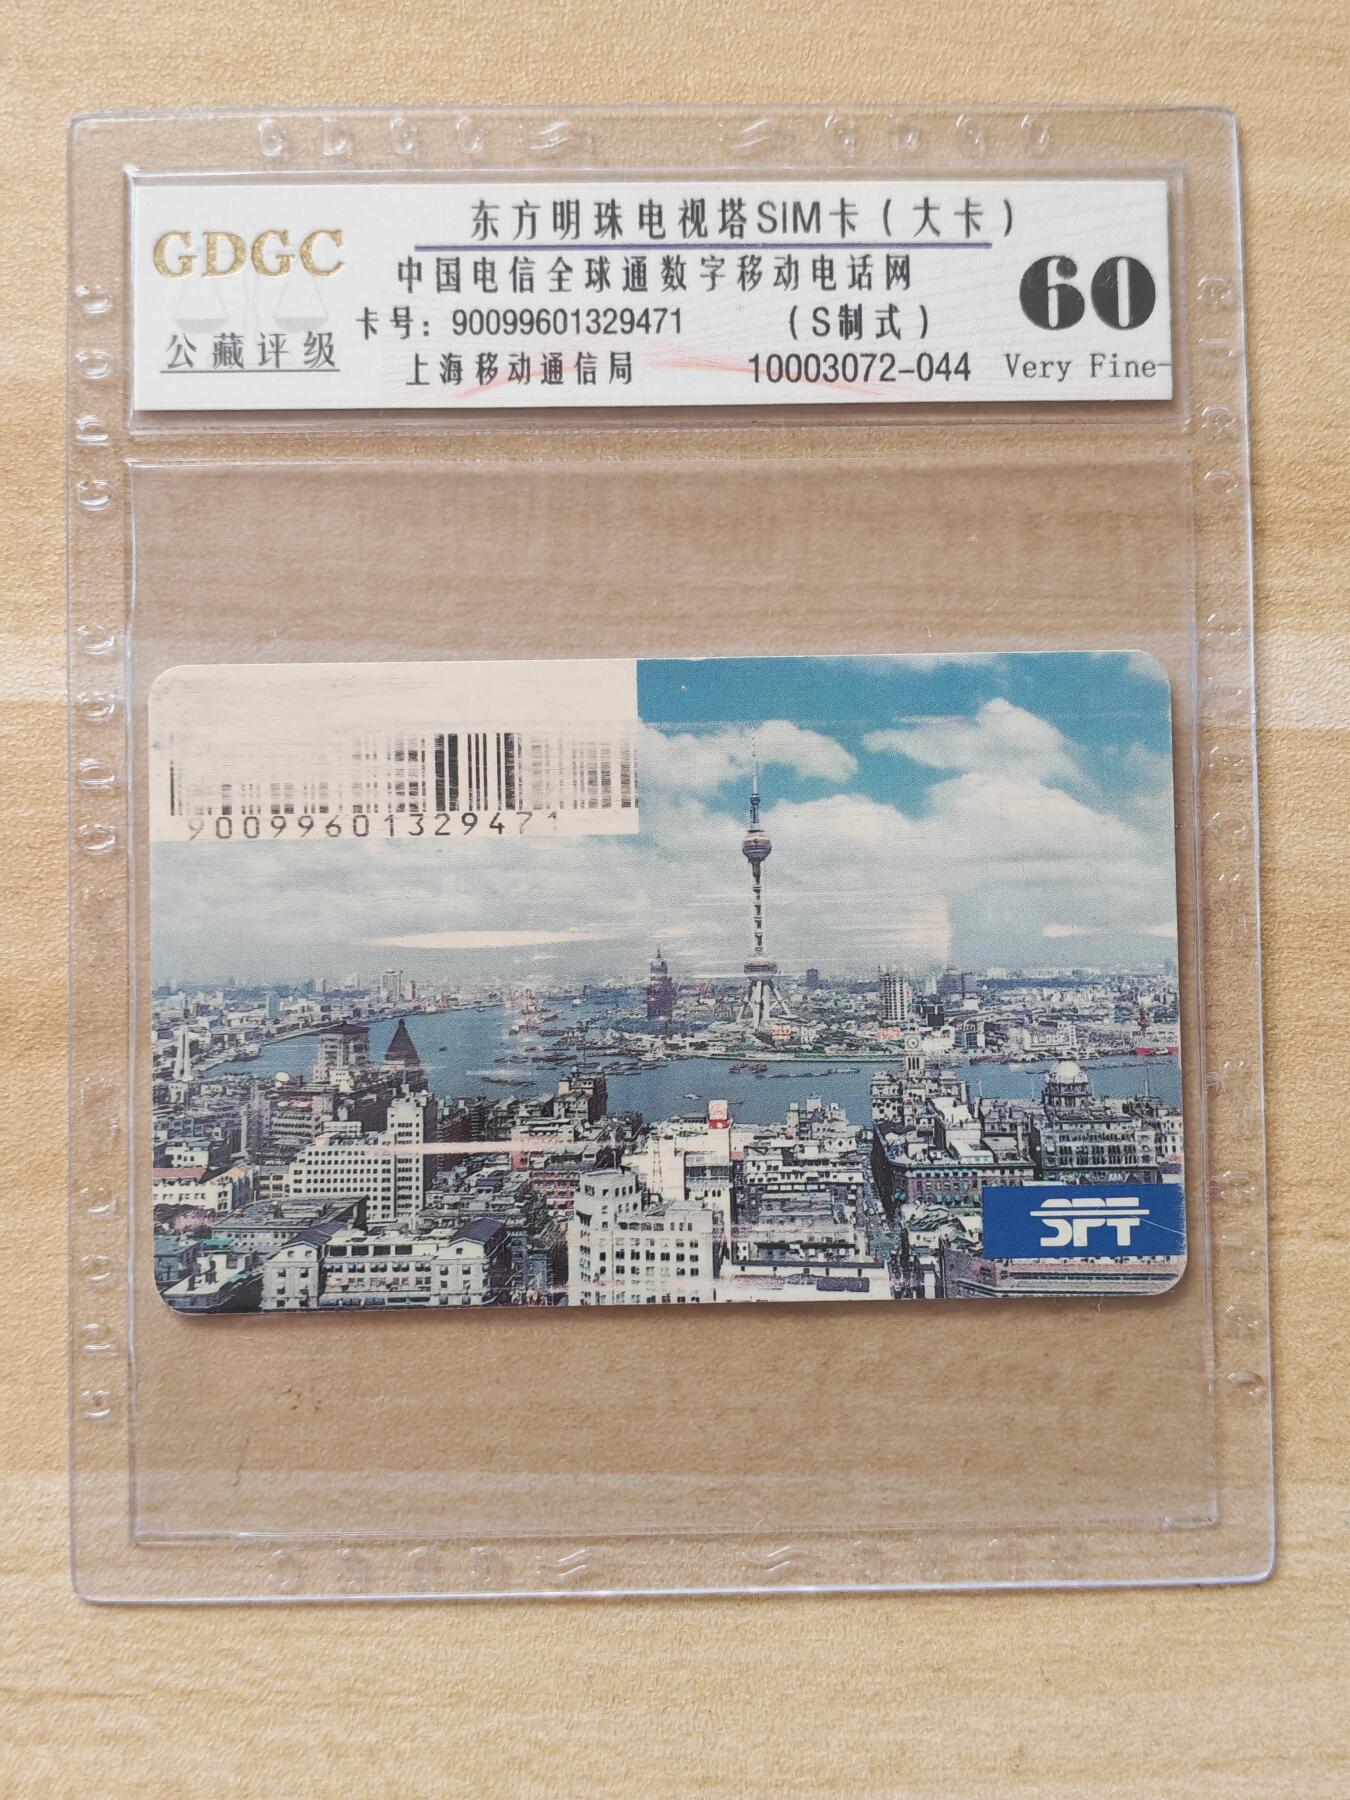 东方明珠电视塔SIM卡（大卡）
GDGC
中国电信全球通数字移动电话网
60
公藏评级
卡号：90099601329471
（S制式）
上海移动通信局
10003072-044
Very Fine-
90099601329471
SPT